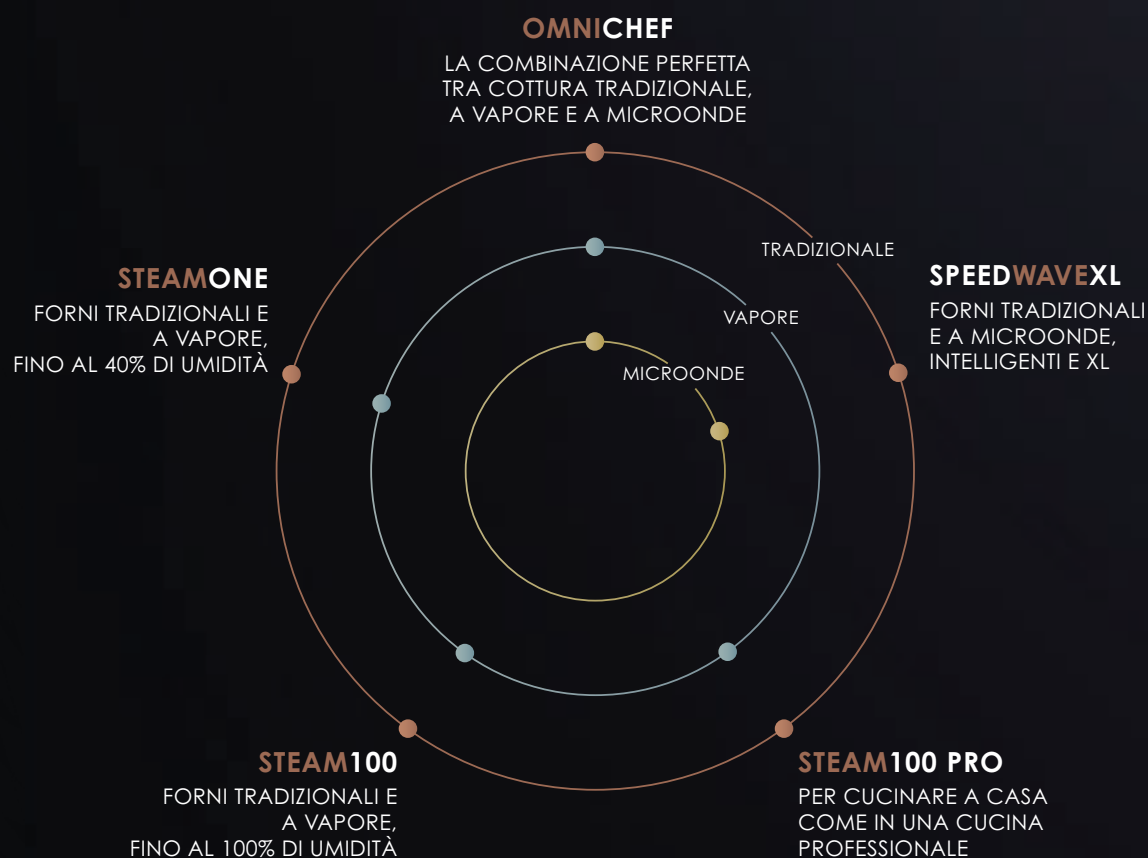 OMNICHEF
LA COMBINAZIONE PERFETTA
TRA COTTURA TRADIZIONALE,
A VAPORE E A MICROONDE
TRADIZIONALE
VAPORE
MICROONDE
STEAMONE
FORNI TRADIZIONALI E
A VAPORE,
FINO AL 40% DI UMIDITÀ
SPEEDWAVEXL
FORNI TRADIZIONALI
E A MICROONDE,
INTELLIGENTI E XL
STEAM100
FORNI TRADIZIONALI E
A VAPORE,
FINO AL 100% DI UMIDITÀ
STEAM100 PRO
PER CUCINARE A CASA
COME IN UNA CUCINA
PROFESSIONALE